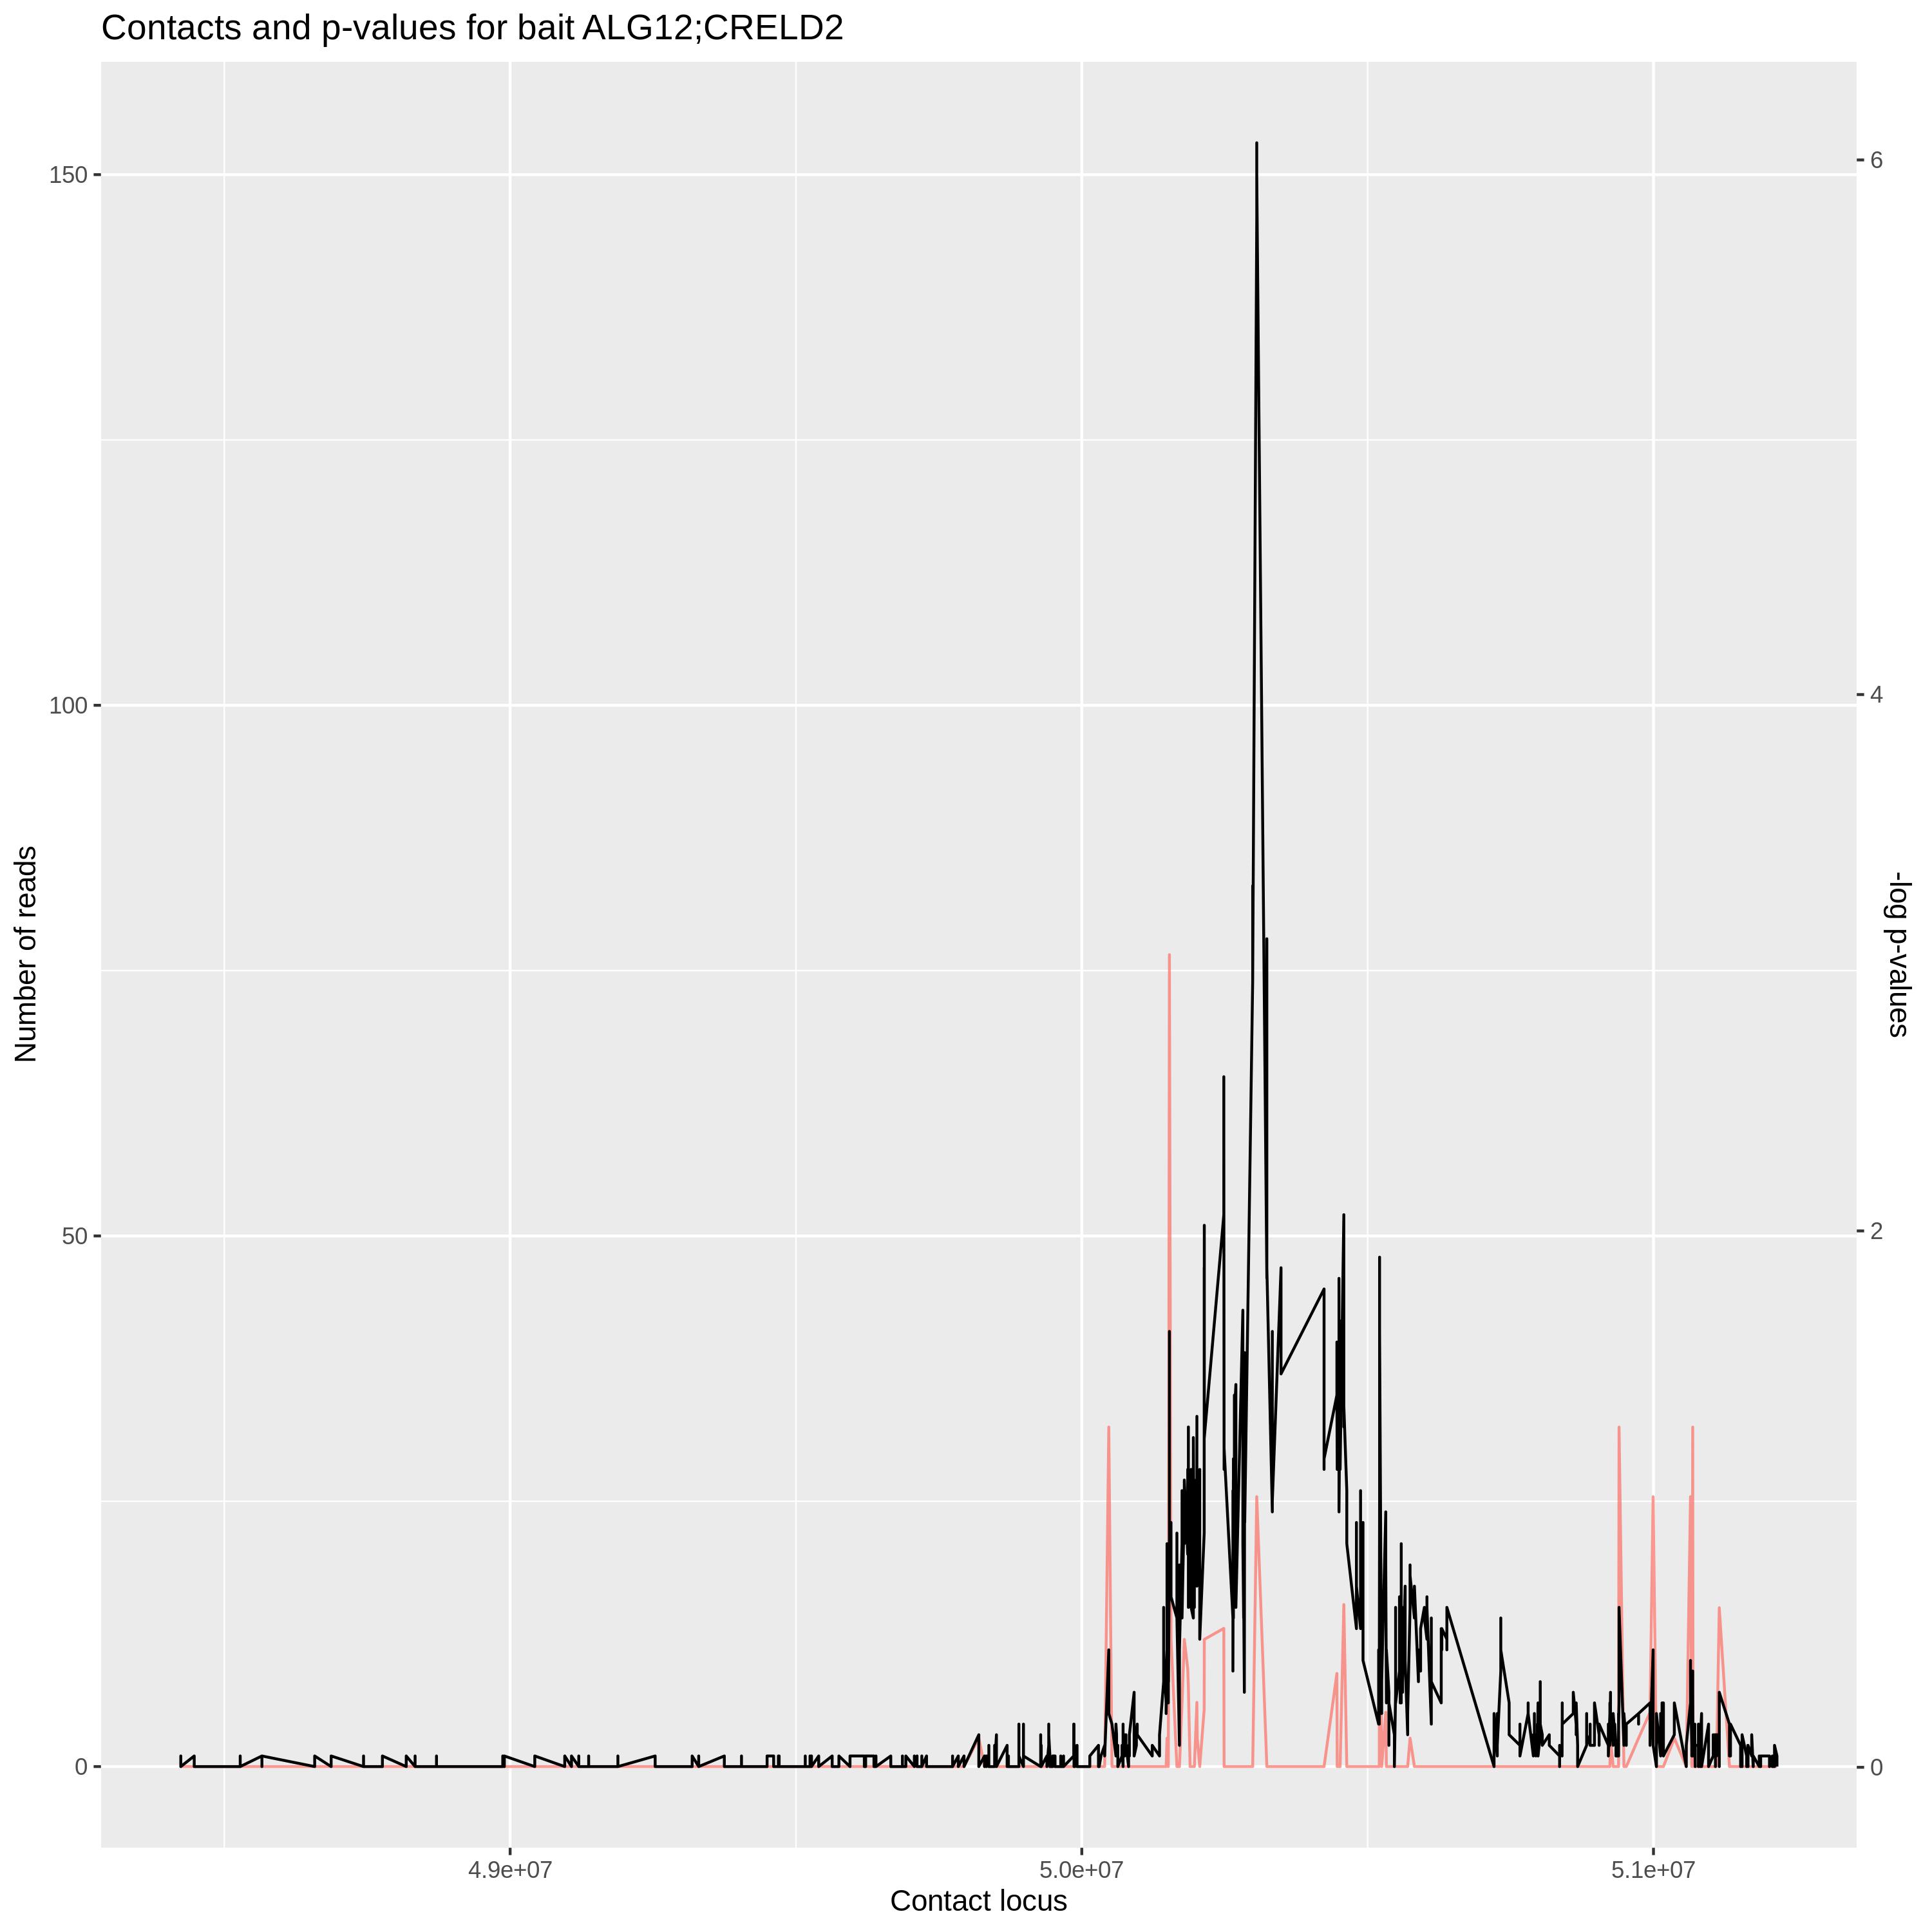 Contacts and p-values for bait ALG12;CRELD2
150
100
50
0
Number of reads
6
4
2
0
-log p-values
4.9e+07
5.0e+07
5.1e+07
Contact locus